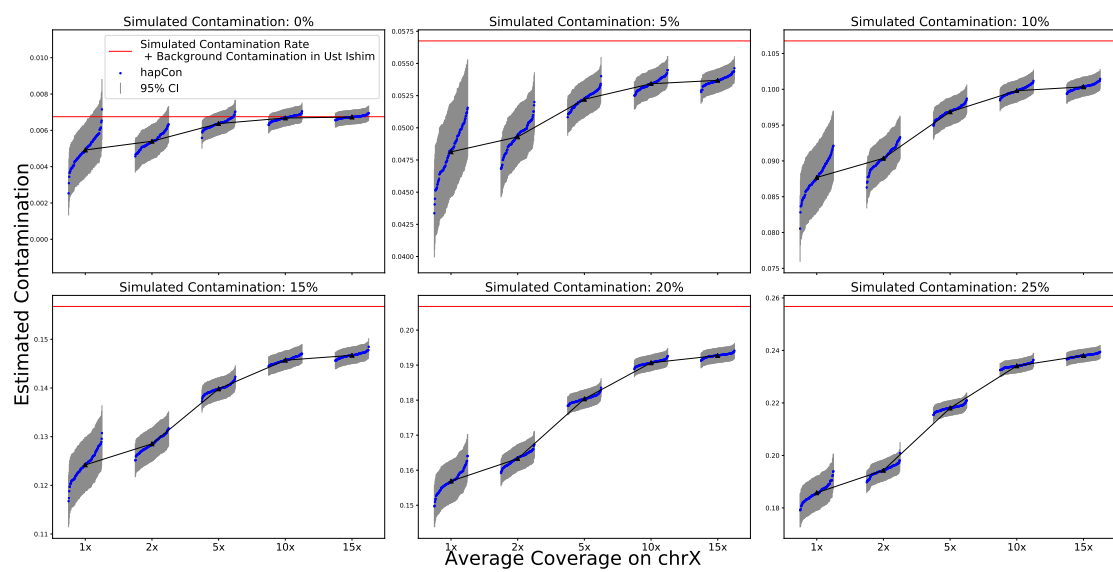 Simulated Contamination: 0%
Simulated Contamination: 5%
Simulated Contamination: 10%
0.010
0.008
0.006
0.004
0.002
0.000
Simulated Contamination Rate
+ Background Contamination in Ust Ishim
hapCon
95% CI
0.0575
0.0550
0.0525
0.0500
0.0475
0.0450
0.0425
0.0400
0.105
0.100
0.095
0.090
0.085
0.080
0.075
Estimated Contamination
Simulated Contamination: 15%
Simulated Contamination: 20%
Simulated Contamination: 25%
0.15
0.14
0.13
0.12
0.11
0.20
0.19
0.18
0.17
0.16
0.15
0.26
0.24
0.22
0.20
0.18
1x 2x 5x 10x 15x
1x 2x 5x 10x 15x
1x 2x 5x 10x 15x
Average Coverage on chrX